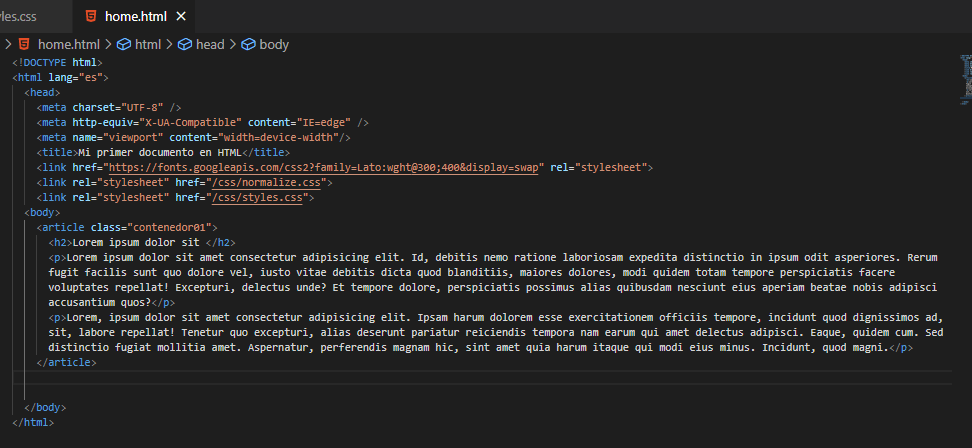 les.css home.html ×
home.html > html > head > body
<!DOCTYPE html>
<html lang="es">
<head>
<meta charset="UTF-8" />
<meta http-equiv="X-UA-Compatible" content="IE=edge" />
<meta name="viewport" content="width=device-width"/>
<title>Mi primer documento en HTML</title>
<link href="https://fonts.googleapis.com/css2?family=Lato:wght@300;400&display=swap" rel="stylesheet">
<link rel="stylesheet" href="/css/normalize.css">
<link rel="stylesheet" href="/css/styles.css">
<body>
<article class="contenedor01">
<h2>Lorem ipsum dolor sit </h2>
<p>Lorem ipsum dolor sit amet consectetur adipisicing elit. Id, debitis nemo ratione laboriosam expedita distinctio in ipsum odit asperiores. Rerum
fugit facilis sunt quo dolore vel, iusto vitae debitis dicta quod blanditiis, maiores dolores, modi quidem totam tempore perspiciatis facere
voluptates repellat! Excepturi, delectus unde? Et tempore dolore, perspiciatis possimus alias quibusdam nesciunt eius aperiam beatae nobis adipisci
accusantium quos?</p>
<p>Lorem, ipsum dolor sit amet consectetur adipisicing elit. Ipsam harum dolorem esse exercitationem officiis tempore, incidunt quod dignissimos ad,
sit, labore repellat! Tenetur quo excepturi, alias deserunt pariatur reiciendis tempora nam earum qui amet delectus adipisci. Eaque, quidem cum. Sed
distinctio fugiat mollitia amet. Aspernatur, perferendis magnam hic, sint amet quia harum itaque qui modi eius minus. Incidunt, quod magni.</p>
</article>
</body>
</html>